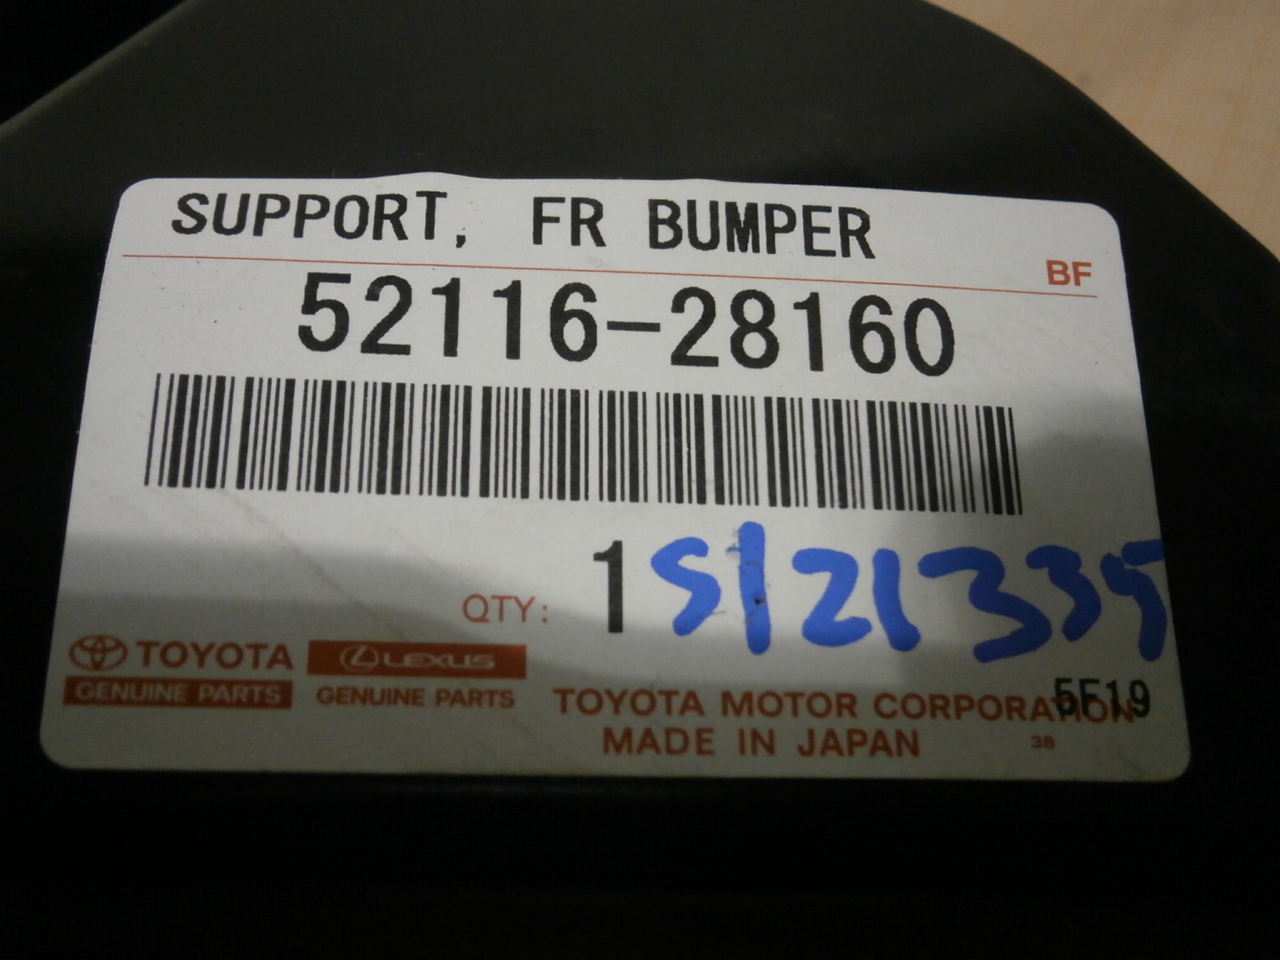 SUPPORT, FR BUMPER
BF
52116-28160
QTY: 1 S/21339
TOYOTA LEXUS
GENUINE PARTS GENUINE PARTS
TOYOTA MOTOR CORPORATION 5F19
MADE IN JAPAN 38